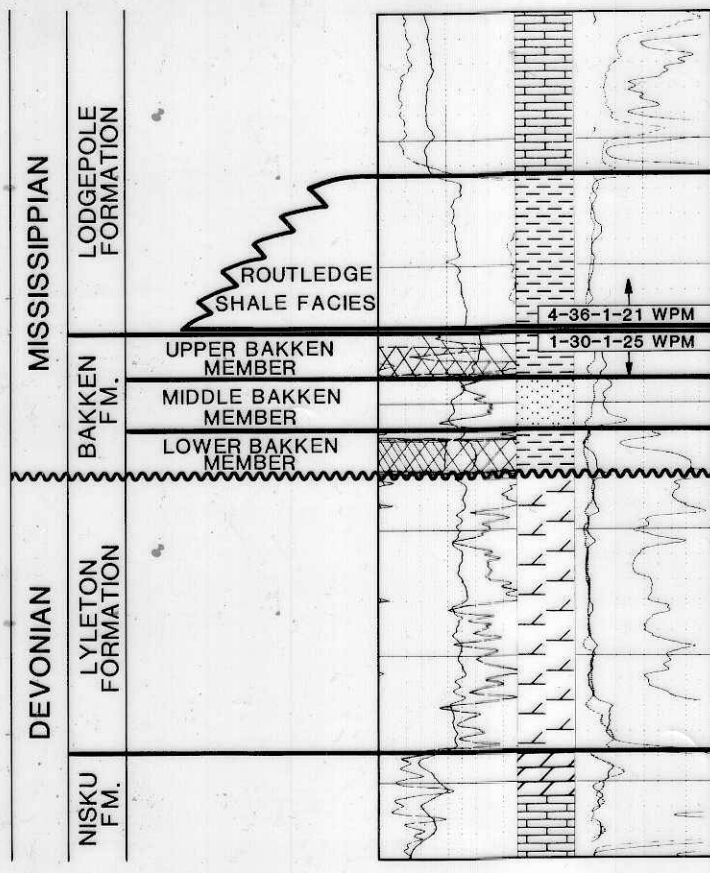 MISSISSIPPIAN
LODGEPOLE
FORMATION
ROUTLEDGE
SHALE FACIES
4-36-1-21 WPM
1-30-1-25 WPM
BAKKEN
FM.
UPPER BAKKEN
MEMBER
MIDDLE BAKKEN
MEMBER
LOWER BAKKEN
MEMBER
DEVONIAN
LYLETON
FORMATION
NISKU
FM.